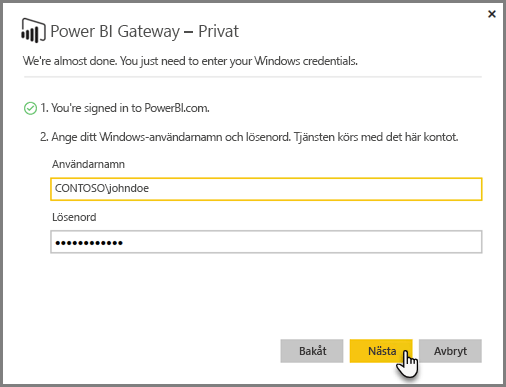 Power BI Gateway – Privat
We're almost done. You just need to enter your Windows credentials.
1. You're signed in to PowerBI.com.
2. Ange ditt Windows-användarnamn och lösenord. Tjänsten körs med det här kontot.
Användarnamn
CONTOSO\johndoe
Lösenord
••••••••••••
Bakåt Nästa Avbryt